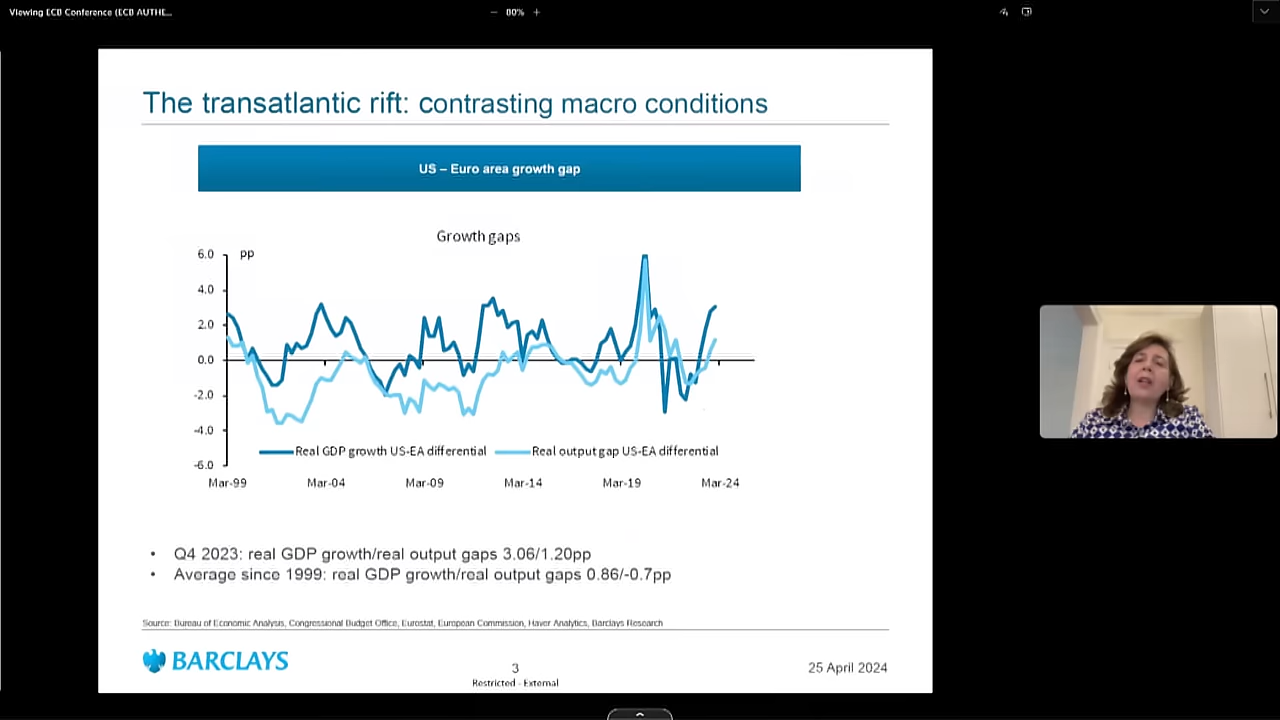 Viewing ECB Conference (ECB AUTHE...
80%
The transatlantic rift: contrasting macro conditions
US – Euro area growth gap
Growth gaps
pp
6.0
4.0
2.0
0.0
-2.0
-4.0
-6.0
Real GDP growth US-EA differential
Real output gap US-EA differential
Mar-99 Mar-04 Mar-09 Mar-14 Mar-19 Mar-24
• Q4 2023: real GDP growth/real output gaps 3.06/1.20pp
• Average since 1999: real GDP growth/real output gaps 0.86/-0.7pp
Source: Bureau of Economic Analysis, Congressional Budget Office, Eurostat, European Commission, Haver Analytics, Barclays Research
BARCLAYS
3
Restricted - External
25 April 2024